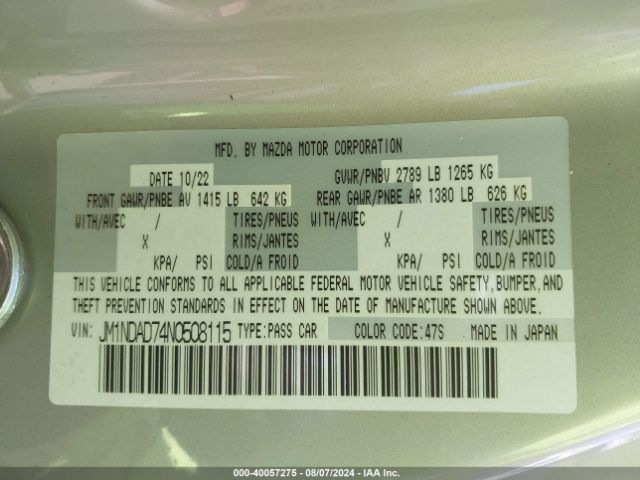 MFD. BY MAZDA MOTOR CORPORATION
DATE 10/22 GVWR/PNBV 2789 LB 1265 KG
FRONT GAWR/PNBE AV 1415 LB 642 KG REAR GAWR/PNBE AR 1380 LB 626 KG
WITH/AVEC / TIRES/PNEUS WITH/AVEC / TIRES/PNEUS
X RIMS/JANTES X RIMS/JANTES
KPA/ PSI COLD/A FROID KPA/ PSI COLD/A FROID
THIS VEHICLE CONFORMS TO ALL APPLICABLE FEDERAL MOTOR VEHICLE SAFETY,BUMPER,AND
THEFT PREVENTION STANDARDS IN EFFECT ON THE DATE OF MANUFACTURE SHOWN ABOVE.
VIN: JM1NDAD74N0508115 TYPE:PASS CAR COLOR CODE:47S MADE IN JAPAN
000-40057275 - 08/07/2024 - IAA Inc.